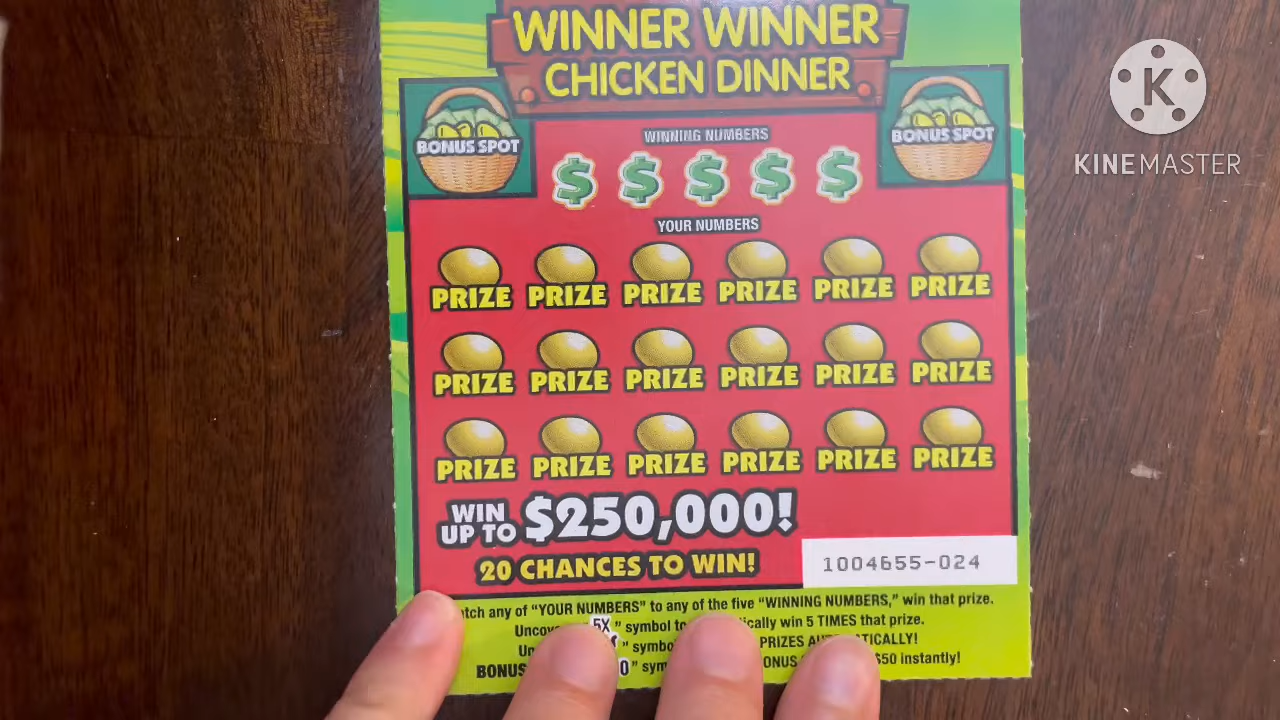 WINNER WINNER
CHICKEN DINNER
BONUS SPOT
BONUS SPOT
WINNING NUMBERS
$ $ $ $ $
YOUR NUMBERS
PRIZE PRIZE PRIZE PRIZE PRIZE PRIZE
PRIZE PRIZE PRIZE PRIZE PRIZE PRIZE
PRIZE PRIZE PRIZE PRIZE PRIZE PRIZE
WIN
UP TO $250,000!
20 CHANCES TO WIN!
1004655-024
any of "YOUR NUMBERS" to any of the five "WINNING NUMBERS," win that prize.
5X" symbol win 5 TIMES that prize.
PRIZES
BONUS instantly!
K
KINEMASTER